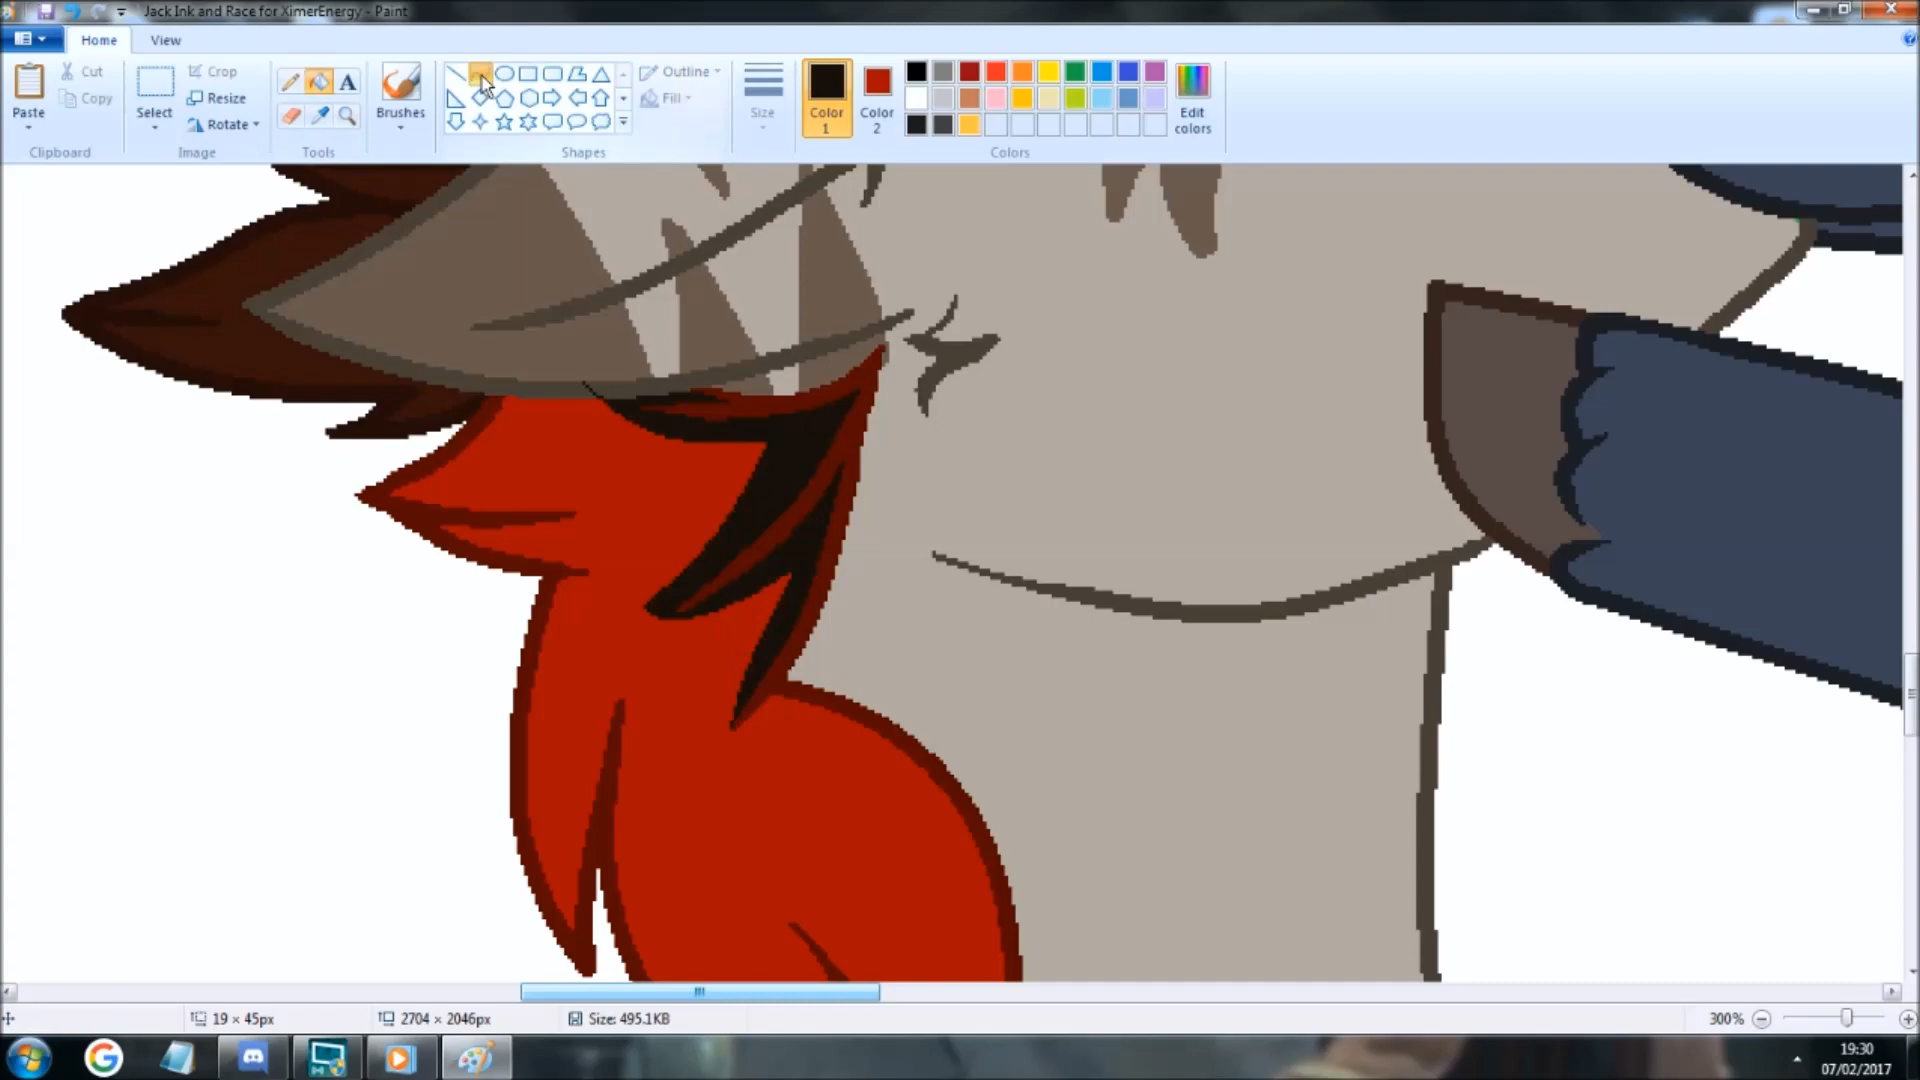 Jack Ink and Race for XimerEnergy - Paint
Home View
Paste
Cut
Copy
Clipboard
Select
Crop
Resize
Rotate
Image
A
Tools
Brushes
Outline
Fill
Shapes
Size
Color 1
Color 2
Edit colors
Colors
19 × 45px
2704 × 2046px
Size: 495.1KB
300%
19:30
07/02/2017